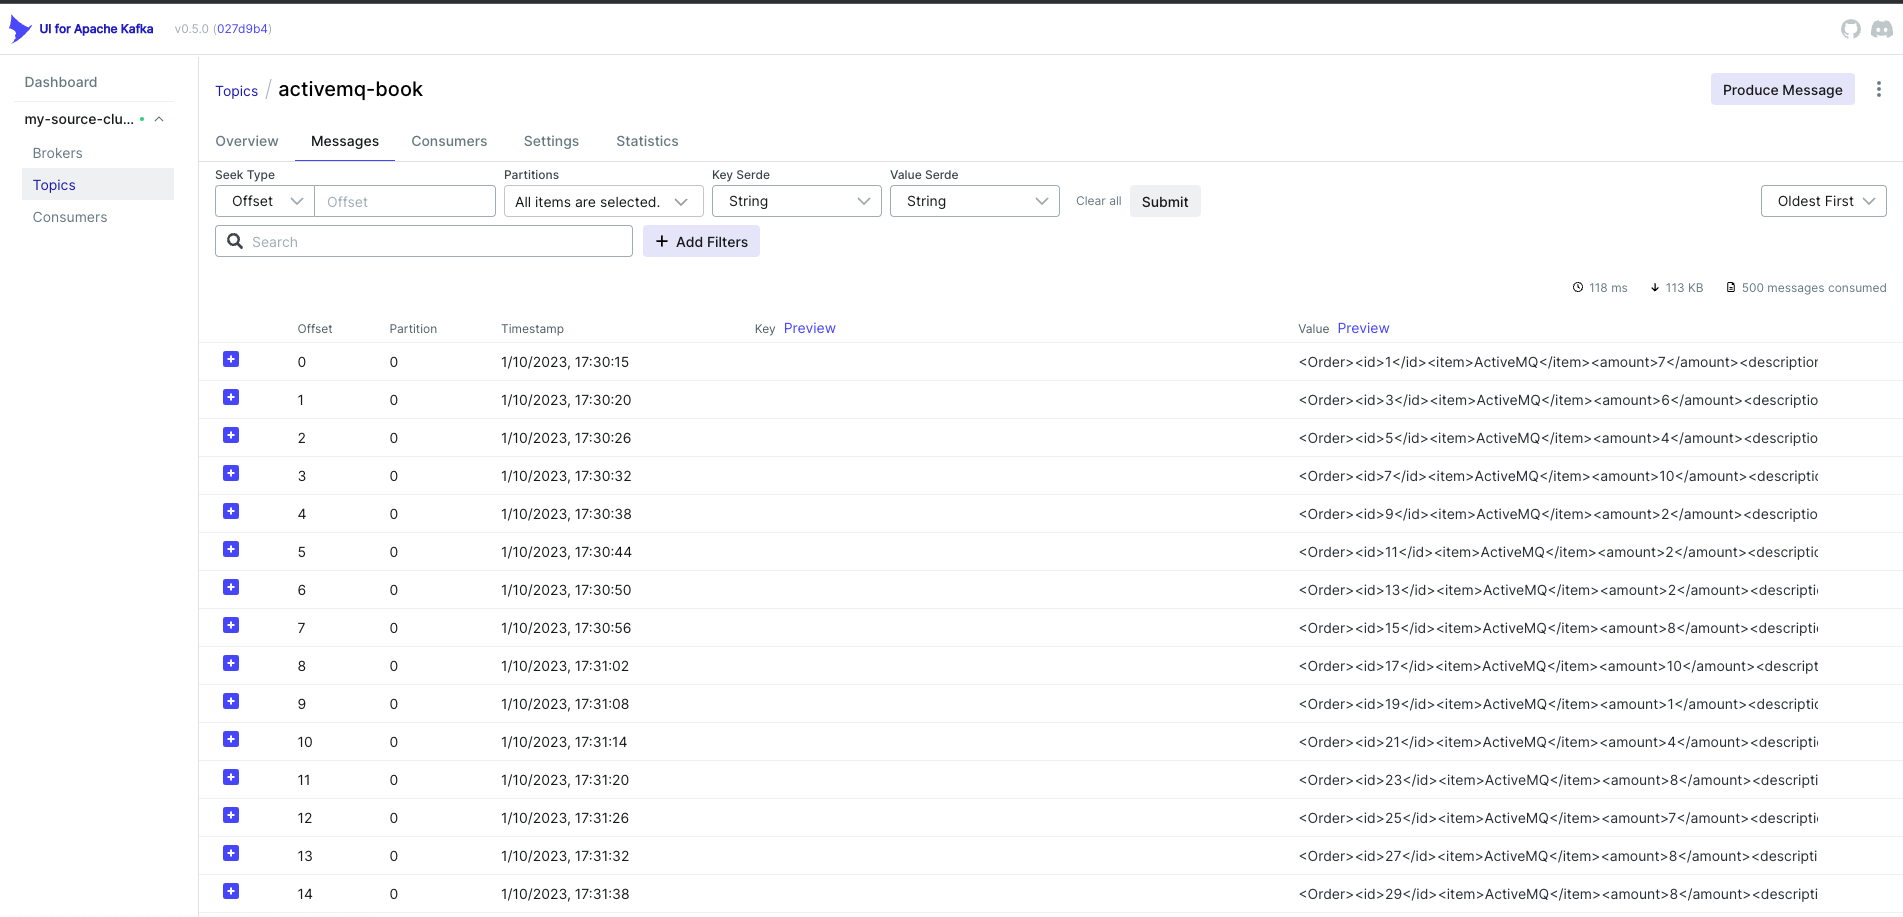 UI for Apache Kafka v0.5.0 (027d9b4)
Dashboard
my-source-clu...
Brokers
Topics
Consumers
Topics / activemq-book
Produce Message
Overview Messages Consumers Settings Statistics
Seek Type Partitions Key Serde Value Serde
Offset Offset All items are selected. String String Clear all Submit Oldest First
Search Add Filters
118 ms 113 KB 500 messages consumed
Offset Partition Timestamp Key Preview Value Preview
0 0 1/10/2023, 17:30:15 <Order><id>1</id><item>ActiveMQ</item><amount>7</amount><description
1 0 1/10/2023, 17:30:20 <Order><id>3</id><item>ActiveMQ</item><amount>6</amount><descriptio
2 0 1/10/2023, 17:30:26 <Order><id>5</id><item>ActiveMQ</item><amount>4</amount><descriptio
3 0 1/10/2023, 17:30:32 <Order><id>7</id><item>ActiveMQ</item><amount>10</amount><descriptio
4 0 1/10/2023, 17:30:38 <Order><id>9</id><item>ActiveMQ</item><amount>2</amount><descriptio
5 0 1/10/2023, 17:30:44 <Order><id>11</id><item>ActiveMQ</item><amount>2</amount><descriptio
6 0 1/10/2023, 17:30:50 <Order><id>13</id><item>ActiveMQ</item><amount>2</amount><descripti
7 0 1/10/2023, 17:30:56 <Order><id>15</id><item>ActiveMQ</item><amount>8</amount><descripti
8 0 1/10/2023, 17:31:02 <Order><id>17</id><item>ActiveMQ</item><amount>10</amount><descript
9 0 1/10/2023, 17:31:08 <Order><id>19</id><item>ActiveMQ</item><amount>1</amount><descriptio
10 0 1/10/2023, 17:31:14 <Order><id>21</id><item>ActiveMQ</item><amount>4</amount><descripti
11 0 1/10/2023, 17:31:20 <Order><id>23</id><item>ActiveMQ</item><amount>8</amount><descripti
12 0 1/10/2023, 17:31:26 <Order><id>25</id><item>ActiveMQ</item><amount>7</amount><descripti
13 0 1/10/2023, 17:31:32 <Order><id>27</id><item>ActiveMQ</item><amount>8</amount><descripti
14 0 1/10/2023, 17:31:38 <Order><id>29</id><item>ActiveMQ</item><amount>8</amount><descripti